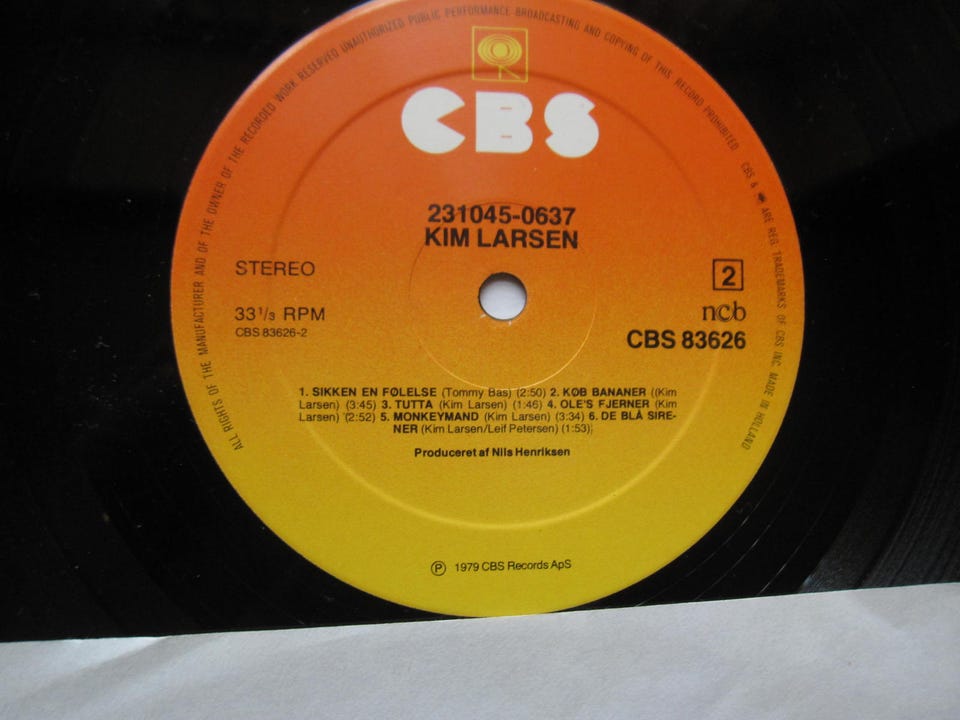 ALL RIGHTS OF THE MANUFACTURER AND OF THE OWNER OF THE RECORDED WORK RESERVED UNAUTHORIZED PUBLIC PERFORMANCE BROADCASTING AND COPYING OF THIS RECORD PROHIBITED CBS & ARE REG. TRADEMARKS OF CBS INC. MADE IN HOLLAND
CBS
231045-0637
KIM LARSEN
STEREO
2
33 1/3 RPM
ncb
CBS 83626-2
CBS 83626
1. SIKKEN EN FØLELSE (Tommy Bas) (2:50) 2. KØB BANANER ((Kim
Larsen) (3:45) 3. TUTTA (Kim Larsen) (1:46) 4. OLE'S FJERNER (Kim
Larsen) (2:52) 5. MONKEYMAND (Kim Larsen) (3:34) 6. DE BLÅ SIRE-
NER (Kim Larsen/Leif Petersen) (1:53);
Produceret af Nils Henriksen
Ⓟ 1979 CBS Records ApS